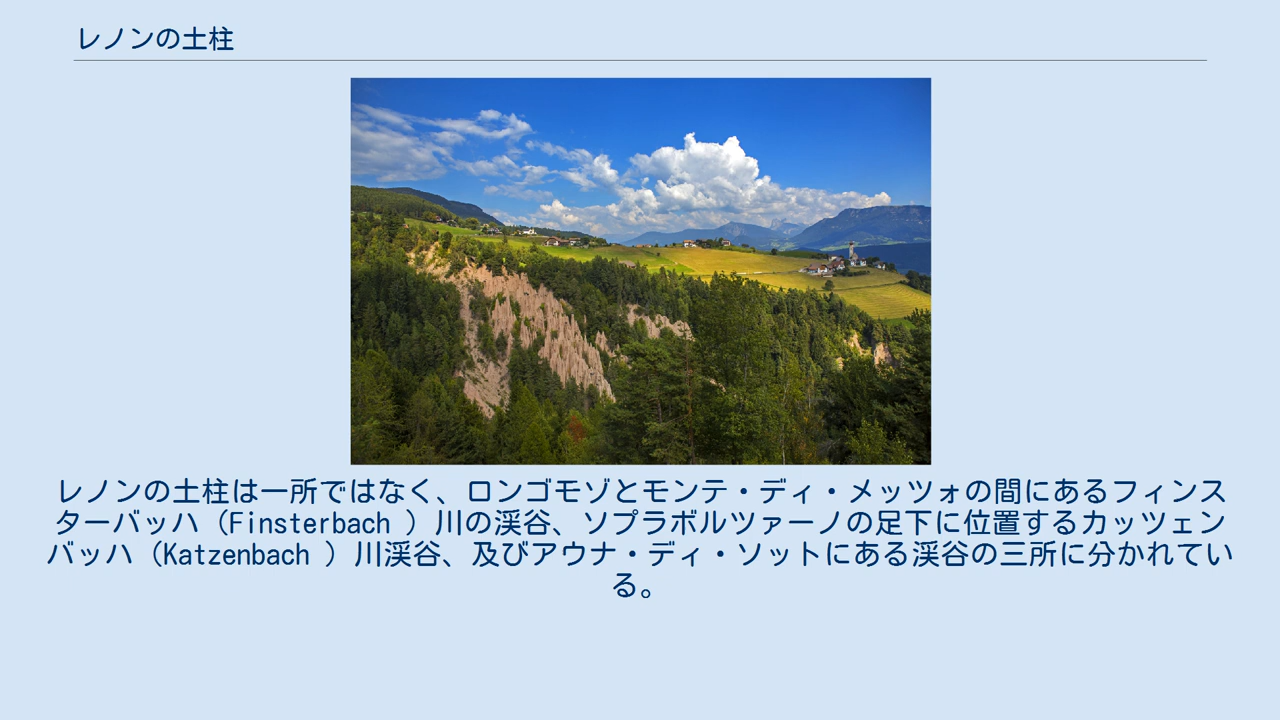 レノンの土柱
レノンの土柱は一所ではなく、ロンゴモゾとモンテ・ディ・メッツォの間にあるフィンス
ターバッハ（Finsterbach ）川の渓谷、ソプラボルツァーノの足下に位置するカッツェン
バッハ（Katzenbach ）川渓谷、及びアウナ・ディ・ソットにある渓谷の三所に分かれてい
る。